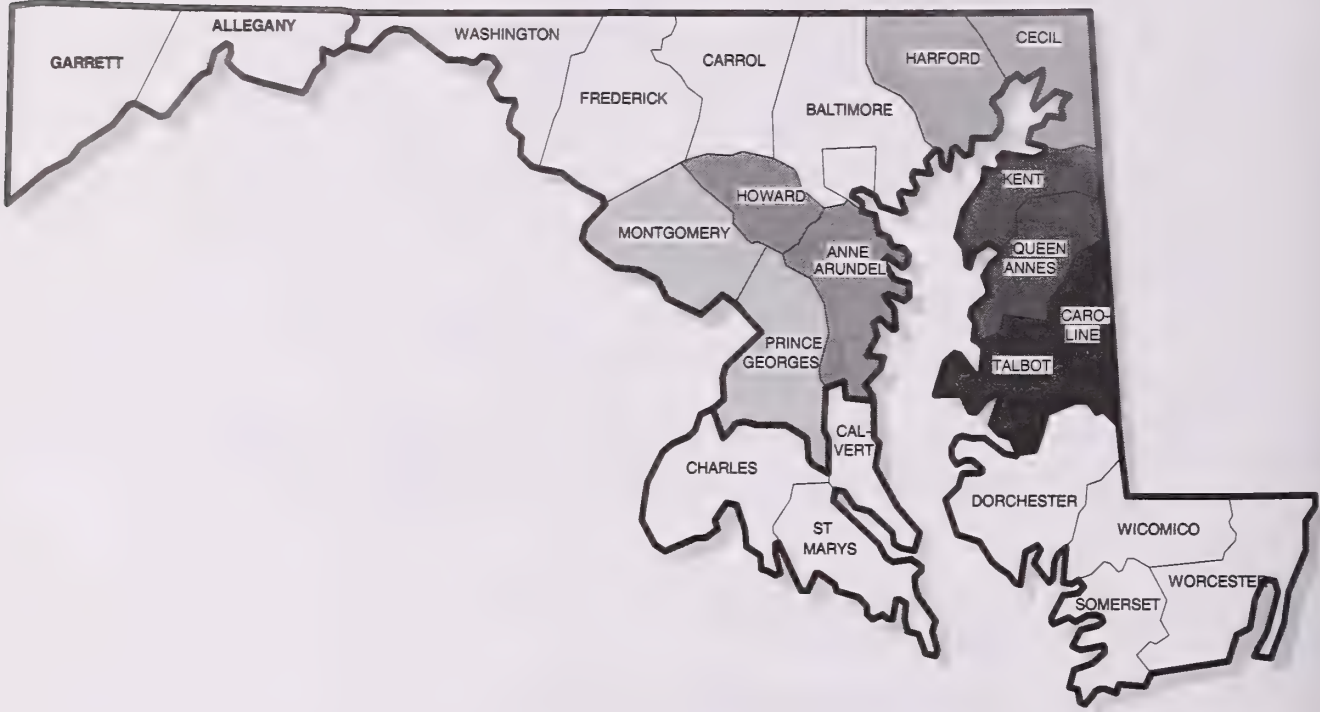 GARRETT
ALLEGANY
WASHINGTON
FREDERICK
CARROL
BALTIMORE
HARFORD
CECIL
HOWARD
MONTGOMERY
ANNE
ARUNDEL
PRINCE
GEORGES
KENT
QUEEN
ANNES
CARO-
LINE
TALBOT
CAL-
VERT
CHARLES
ST
MARYS
DORCHESTER
WICOMICO
WORCESTER
SOMERSET